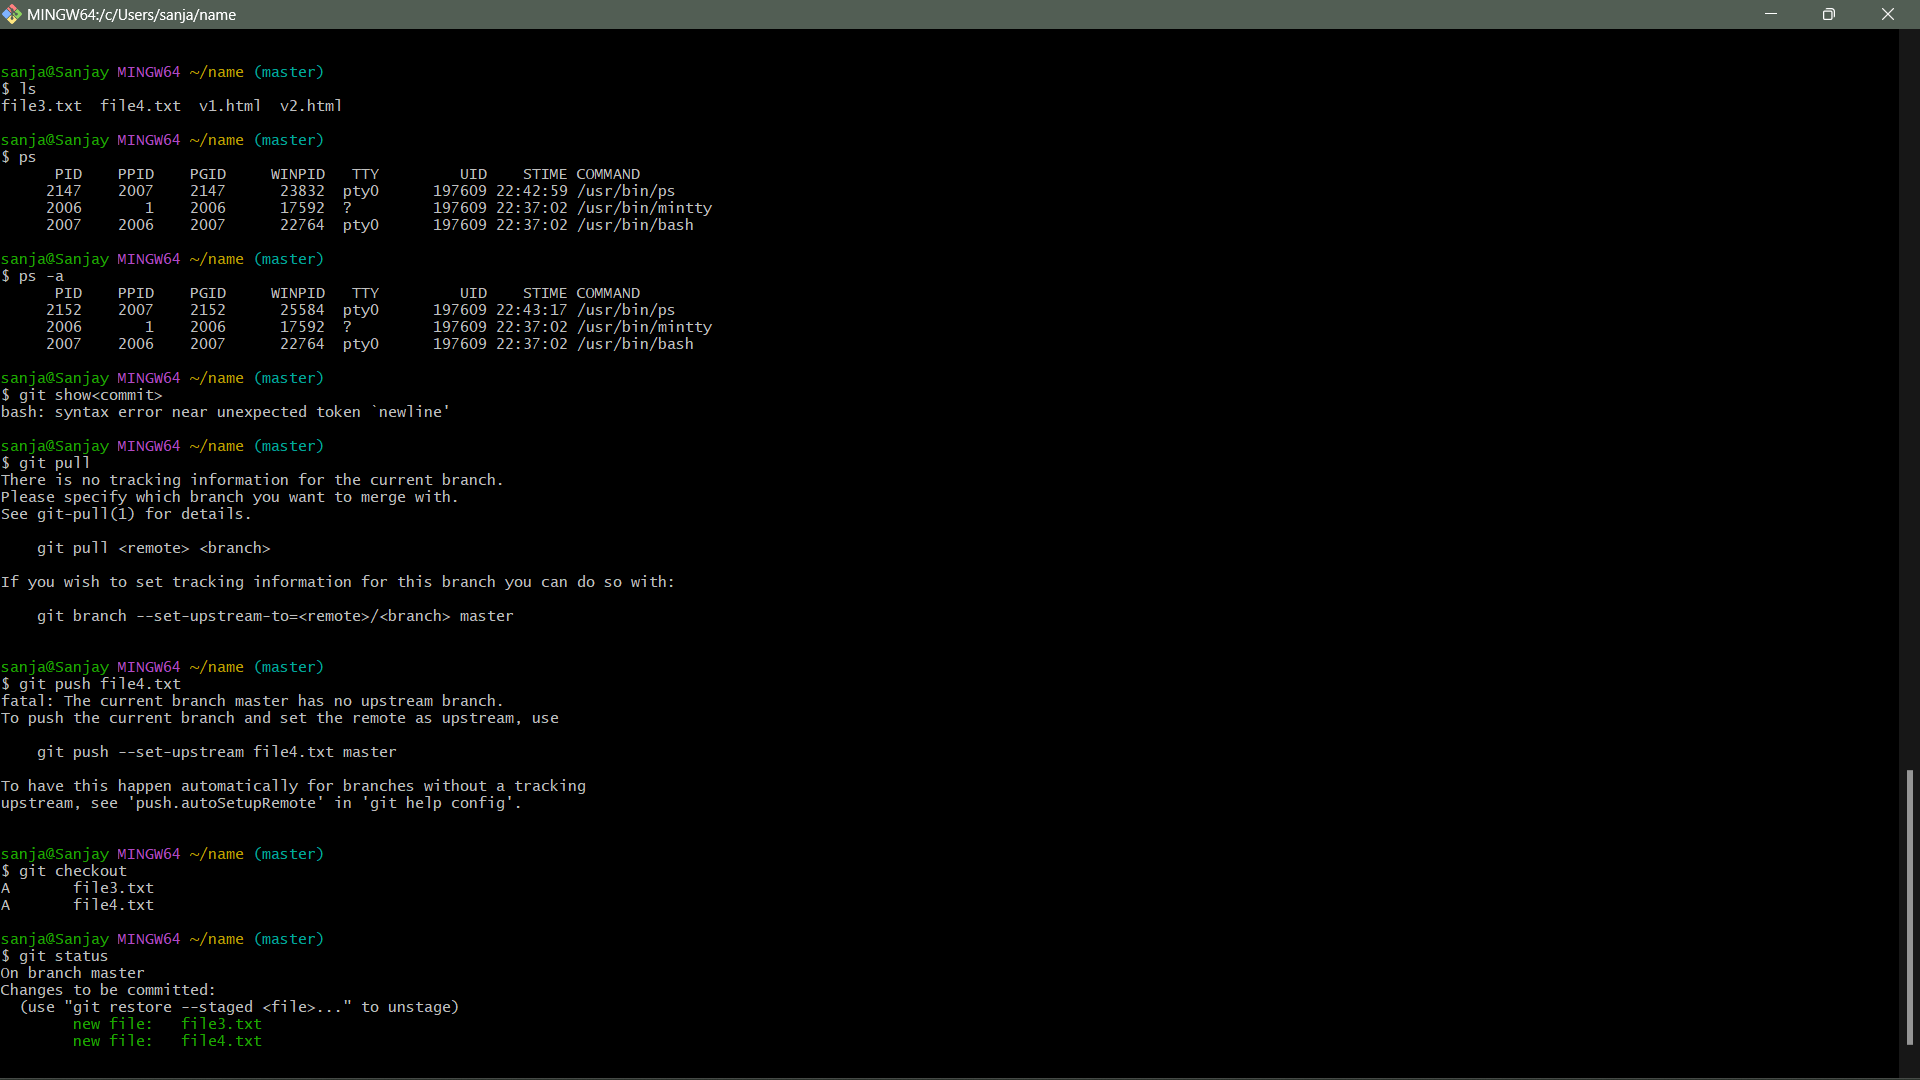 MINGW64:/c/Users/sanja/name
sanja@Sanjay MINGW64 ~/name (master)
$ ls
file3.txt  file4.txt  v1.html  v2.html
sanja@Sanjay MINGW64 ~/name (master)
$ ps
      PID    PPID    PGID     WINPID   TTY         UID    STIME COMMAND
     2147    2007    2147      23832  pty0      197609 22:42:59 /usr/bin/ps
     2006       1    2006      17592  ?         197609 22:37:02 /usr/bin/mintty
     2007    2006    2007      22764  pty0      197609 22:37:02 /usr/bin/bash
sanja@Sanjay MINGW64 ~/name (master)
$ ps -a
      PID    PPID    PGID     WINPID   TTY         UID    STIME COMMAND
     2152    2007    2152      25584  pty0      197609 22:43:17 /usr/bin/ps
     2006       1    2006      17592  ?         197609 22:37:02 /usr/bin/mintty
     2007    2006    2007      22764  pty0      197609 22:37:02 /usr/bin/bash
sanja@Sanjay MINGW64 ~/name (master)
$ git show<commit>
bash: syntax error near unexpected token `newline'
sanja@Sanjay MINGW64 ~/name (master)
$ git pull
There is no tracking information for the current branch.
Please specify which branch you want to merge with.
See git-pull(1) for details.
    git pull <remote> <branch>
If you wish to set tracking information for this branch you can do so with:
    git branch --set-upstream-to=<remote>/<branch> master
sanja@Sanjay MINGW64 ~/name (master)
$ git push file4.txt
fatal: The current branch master has no upstream branch.
To push the current branch and set the remote as upstream, use
    git push --set-upstream file4.txt master
To have this happen automatically for branches without a tracking
upstream, see 'push.autoSetupRemote' in 'git help config'.
sanja@Sanjay MINGW64 ~/name (master)
$ git checkout
A       file3.txt
A       file4.txt
sanja@Sanjay MINGW64 ~/name (master)
$ git status
On branch master
Changes to be committed:
  (use "git restore --staged <file>..." to unstage)
        new file:   file3.txt
        new file:   file4.txt